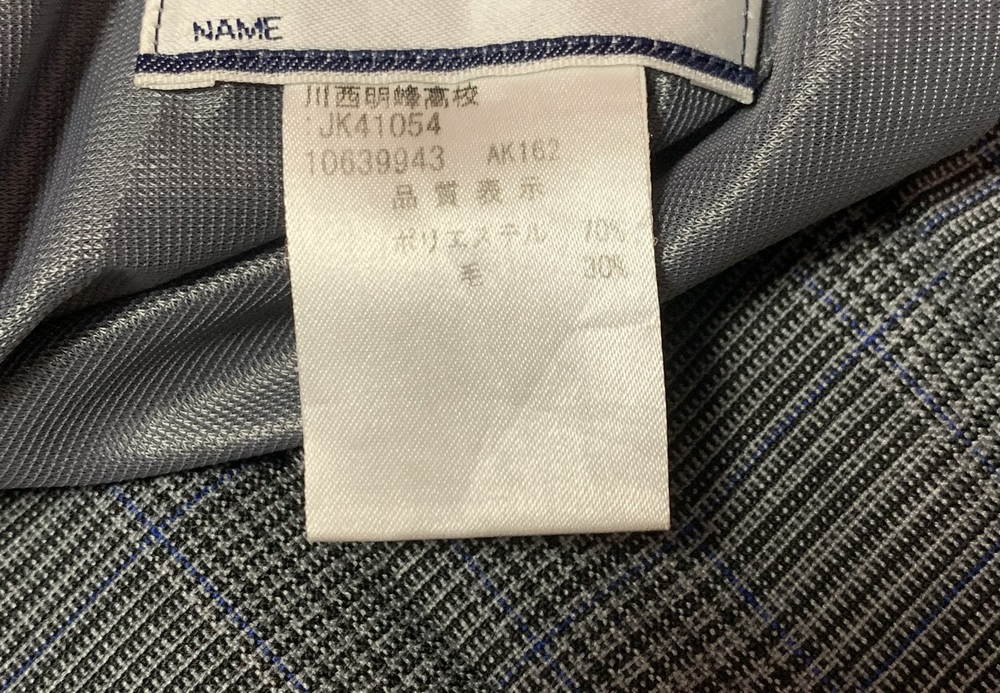 NAME
川西明峰高校
JK41054
10639943 AK162
品質表示
ポリエステル 70%
毛 30%